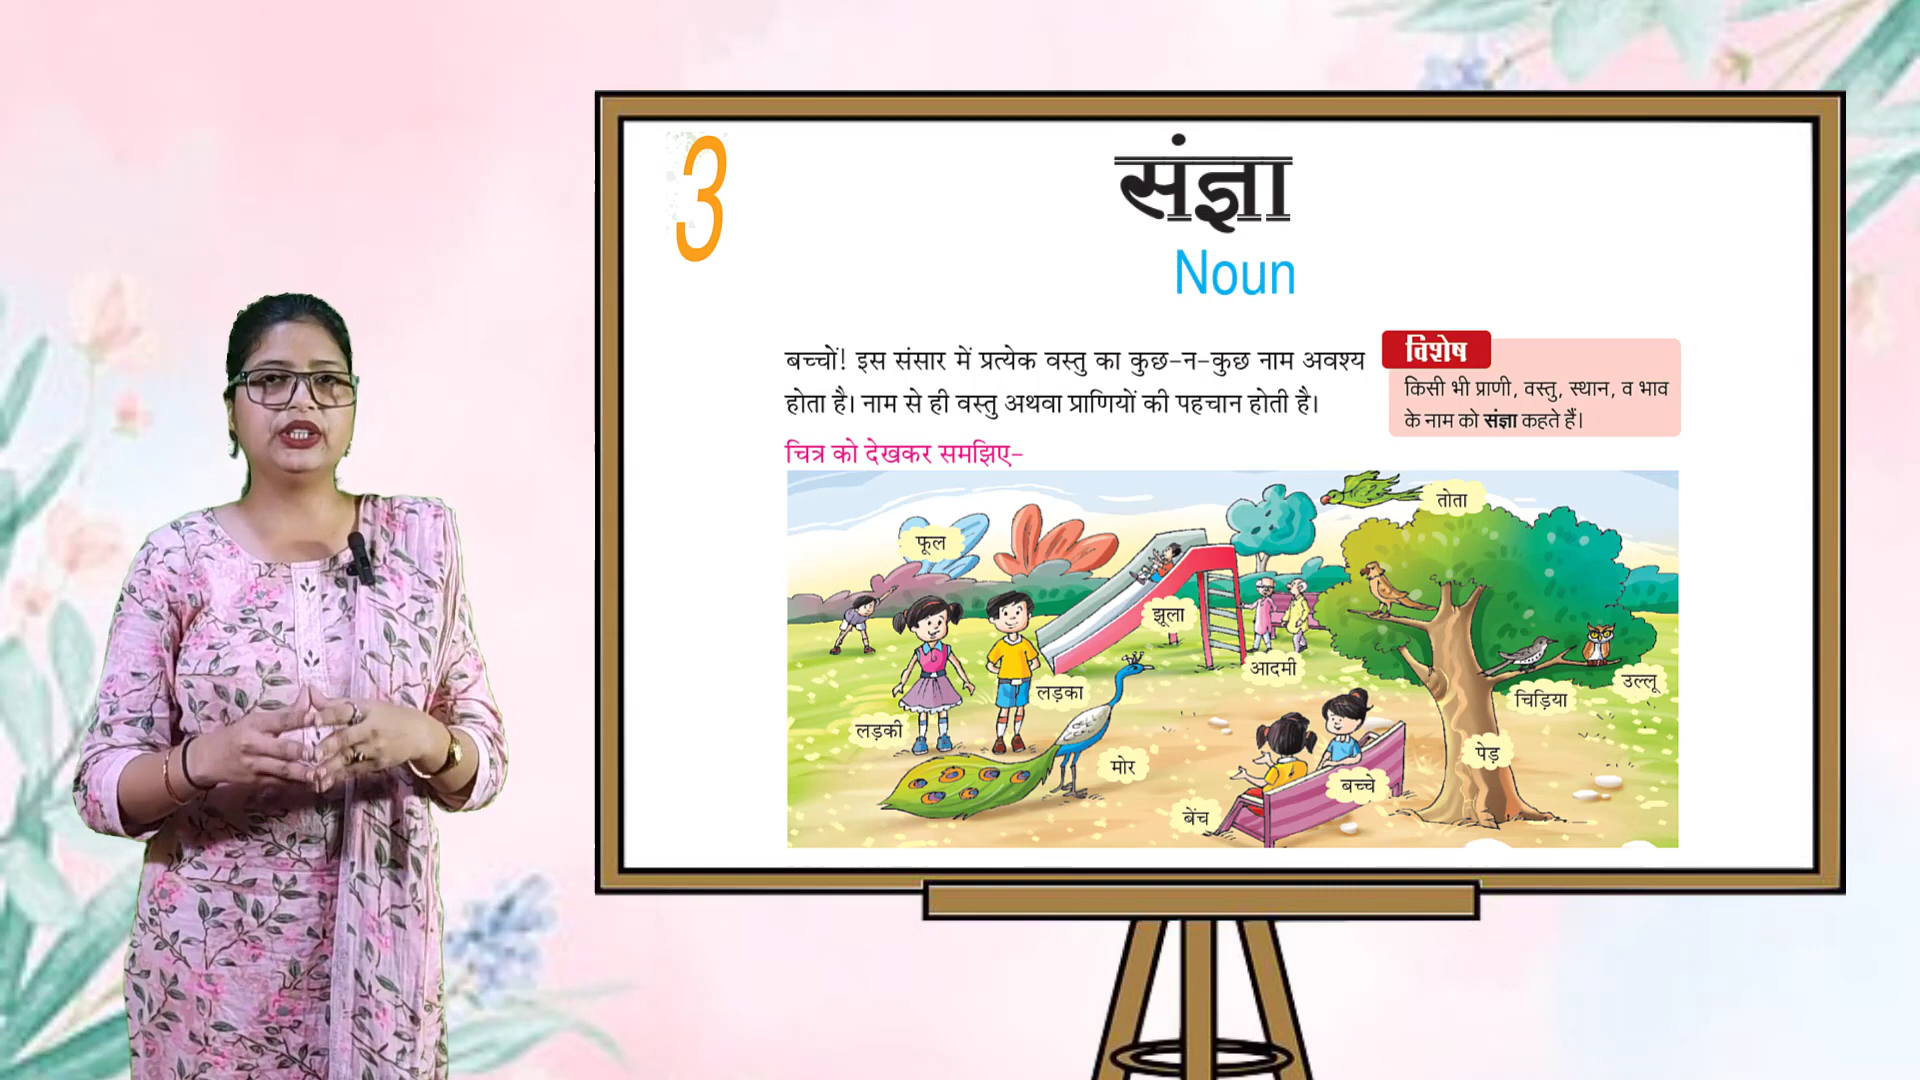 3
संज्ञा
Noun
बच्चों! इस संसार में प्रत्येक वस्तु का कुछ-न-कुछ नाम अवश्य
होता है। नाम से ही वस्तु अथवा प्राणियों की पहचान होती है।
विशेष
किसी भी प्राणी, वस्तु, स्थान, व भाव
के नाम को संज्ञा कहते हैं।
चित्र को देखकर समझिए-
तोता
फूल
झूला
आदमी
लड़का
उल्लू
चिड़िया
लड़की
पेड़
मोर
बच्चे
बेंच